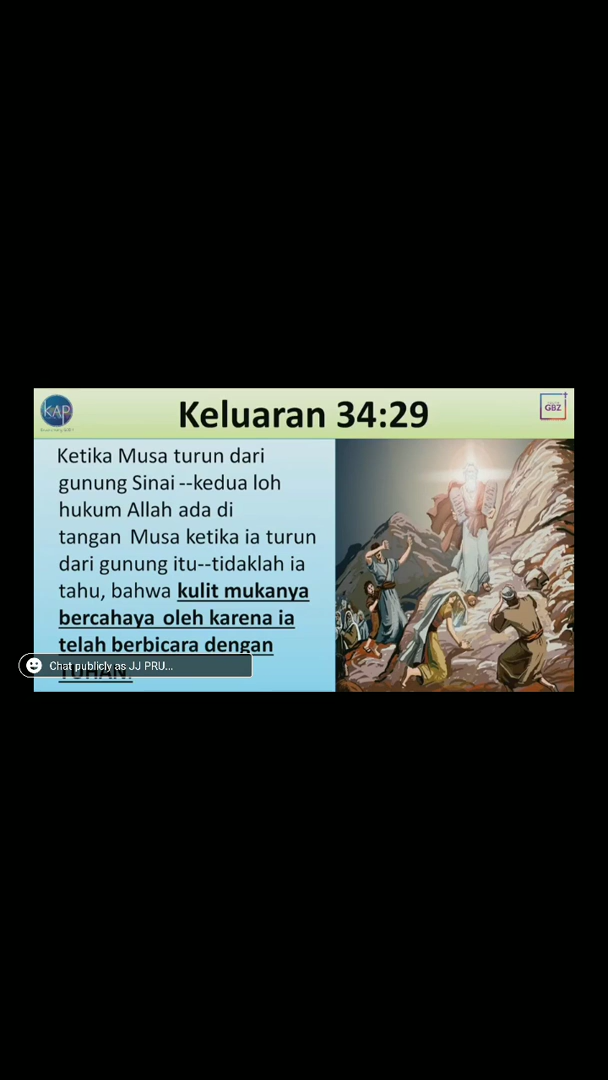 KAP
Keluaran 34:29
GBZ
Ketika Musa turun dari
gunung Sinai --kedua loh
hukum Allah ada di
tangan Musa ketika ia turun
dari gunung itu--tidaklah ia
tahu, bahwa kulit mukanya
bercahaya oleh karena ia
telah berbicara dengan
Chat publicly as JJ PRU...
TUHAN.